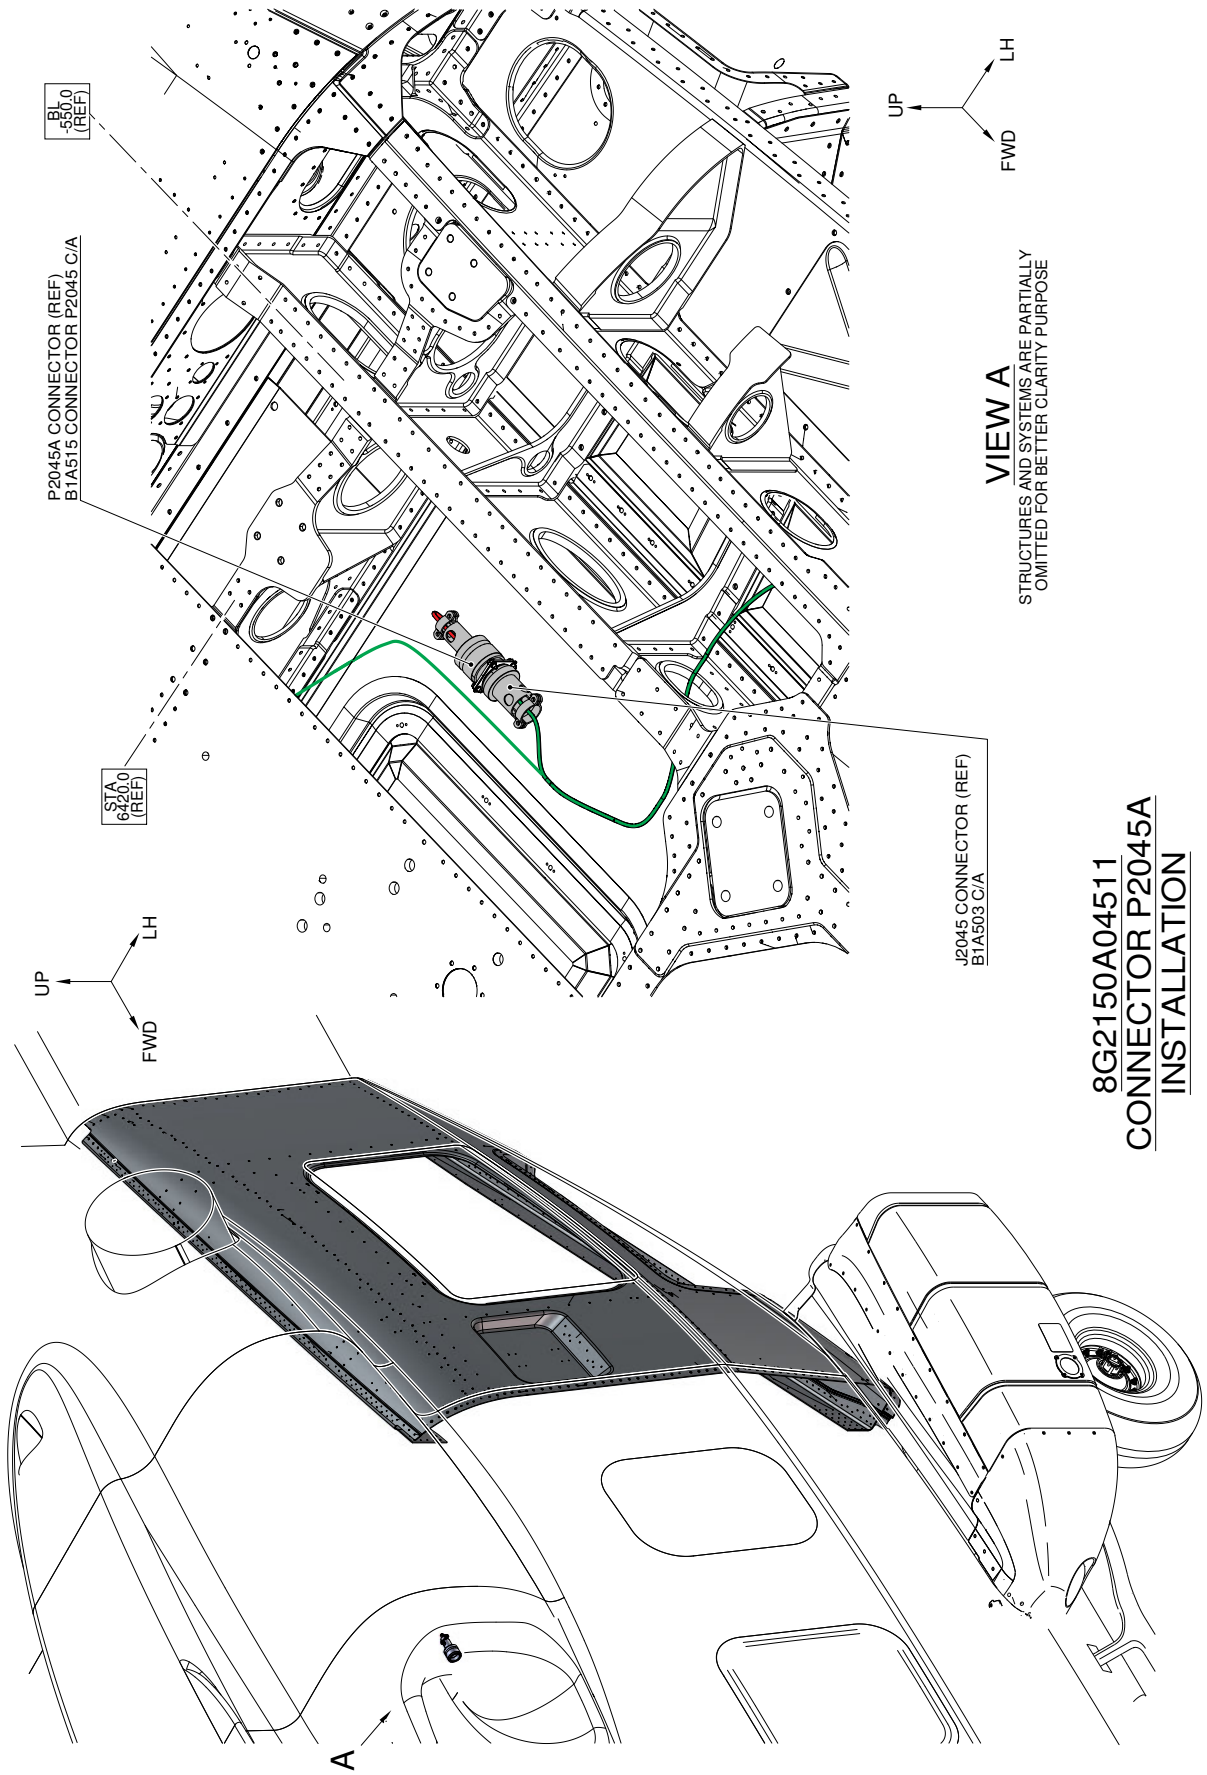 A
UP
FWD
LH
STA
6420.0
(REF)
P2045A CONNECTOR (REF)
B1A515 CONNECTOR P2045 C/A
BL
-550.0
(REF)
J2045 CONNECTOR (REF)
B1A503 C/A
UP
FWD
LH
VIEW A
STRUCTURES AND SYSTEMS ARE PARTIALLY
OMITTED FOR BETTER CLARITY PURPOSE
8G2150A04511
CONNECTOR P2045A
INSTALLATION